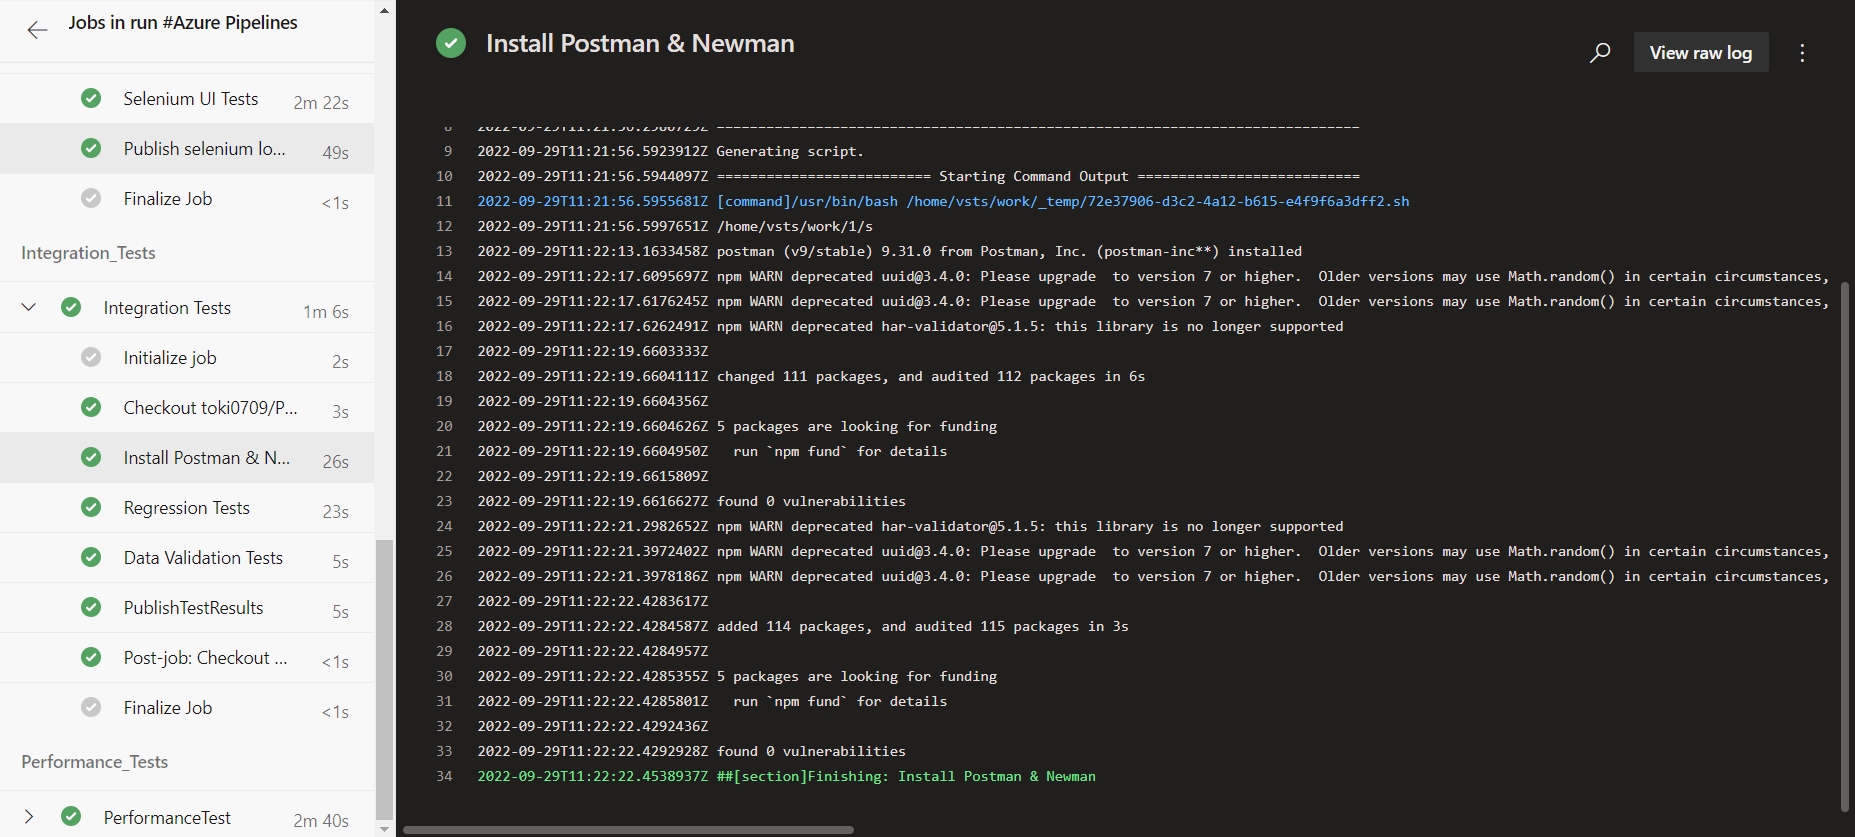 Jobs in run #Azure Pipelines
Selenium UI Tests 2m 22s
Publish selenium lo... 49s
Finalize Job <1s
Integration_Tests
Integration Tests 1m 6s
Initialize job 2s
Checkout toki0709/P... 3s
Install Postman & N... 26s
Regression Tests 23s
Data Validation Tests 5s
PublishTestResults 5s
Post-job: Checkout ... <1s
Finalize Job <1s
Performance_Tests
PerformanceTest 2m 40s
Install Postman & Newman
View raw log
9 2022-09-29T11:21:56.5923912Z Generating script.
10 2022-09-29T11:21:56.5944097Z ========================== Starting Command Output ===========================
11 2022-09-29T11:21:56.5955681Z [command]/usr/bin/bash /home/vsts/work/_temp/72e37906-d3c2-4a12-b615-e4f9f6a3dff2.sh
12 2022-09-29T11:21:56.5997651Z /home/vsts/work/1/s
13 2022-09-29T11:22:13.1633458Z postman (v9/stable) 9.31.0 from Postman, Inc. (postman-inc**) installed
14 2022-09-29T11:22:17.6095697Z npm WARN deprecated uuid@3.4.0: Please upgrade  to version 7 or higher.  Older versions may use Math.random() in certain circumstances,
15 2022-09-29T11:22:17.6176245Z npm WARN deprecated uuid@3.4.0: Please upgrade  to version 7 or higher.  Older versions may use Math.random() in certain circumstances,
16 2022-09-29T11:22:17.6262491Z npm WARN deprecated har-validator@5.1.5: this library is no longer supported
17 2022-09-29T11:22:19.6603333Z
18 2022-09-29T11:22:19.6604111Z changed 111 packages, and audited 112 packages in 6s
19 2022-09-29T11:22:19.6604356Z
20 2022-09-29T11:22:19.6604626Z 5 packages are looking for funding
21 2022-09-29T11:22:19.6604950Z   run `npm fund` for details
22 2022-09-29T11:22:19.6615809Z
23 2022-09-29T11:22:19.6616627Z found 0 vulnerabilities
24 2022-09-29T11:22:21.2982652Z npm WARN deprecated har-validator@5.1.5: this library is no longer supported
25 2022-09-29T11:22:21.3972402Z npm WARN deprecated uuid@3.4.0: Please upgrade  to version 7 or higher.  Older versions may use Math.random() in certain circumstances,
26 2022-09-29T11:22:21.3978186Z npm WARN deprecated uuid@3.4.0: Please upgrade  to version 7 or higher.  Older versions may use Math.random() in certain circumstances,
27 2022-09-29T11:22:22.4283617Z
28 2022-09-29T11:22:22.4284587Z added 114 packages, and audited 115 packages in 3s
29 2022-09-29T11:22:22.4284957Z
30 2022-09-29T11:22:22.4285355Z 5 packages are looking for funding
31 2022-09-29T11:22:22.4285801Z   run `npm fund` for details
32 2022-09-29T11:22:22.4292436Z
33 2022-09-29T11:22:22.4292928Z found 0 vulnerabilities
34 2022-09-29T11:22:22.4538937Z ##[section]Finishing: Install Postman & Newman